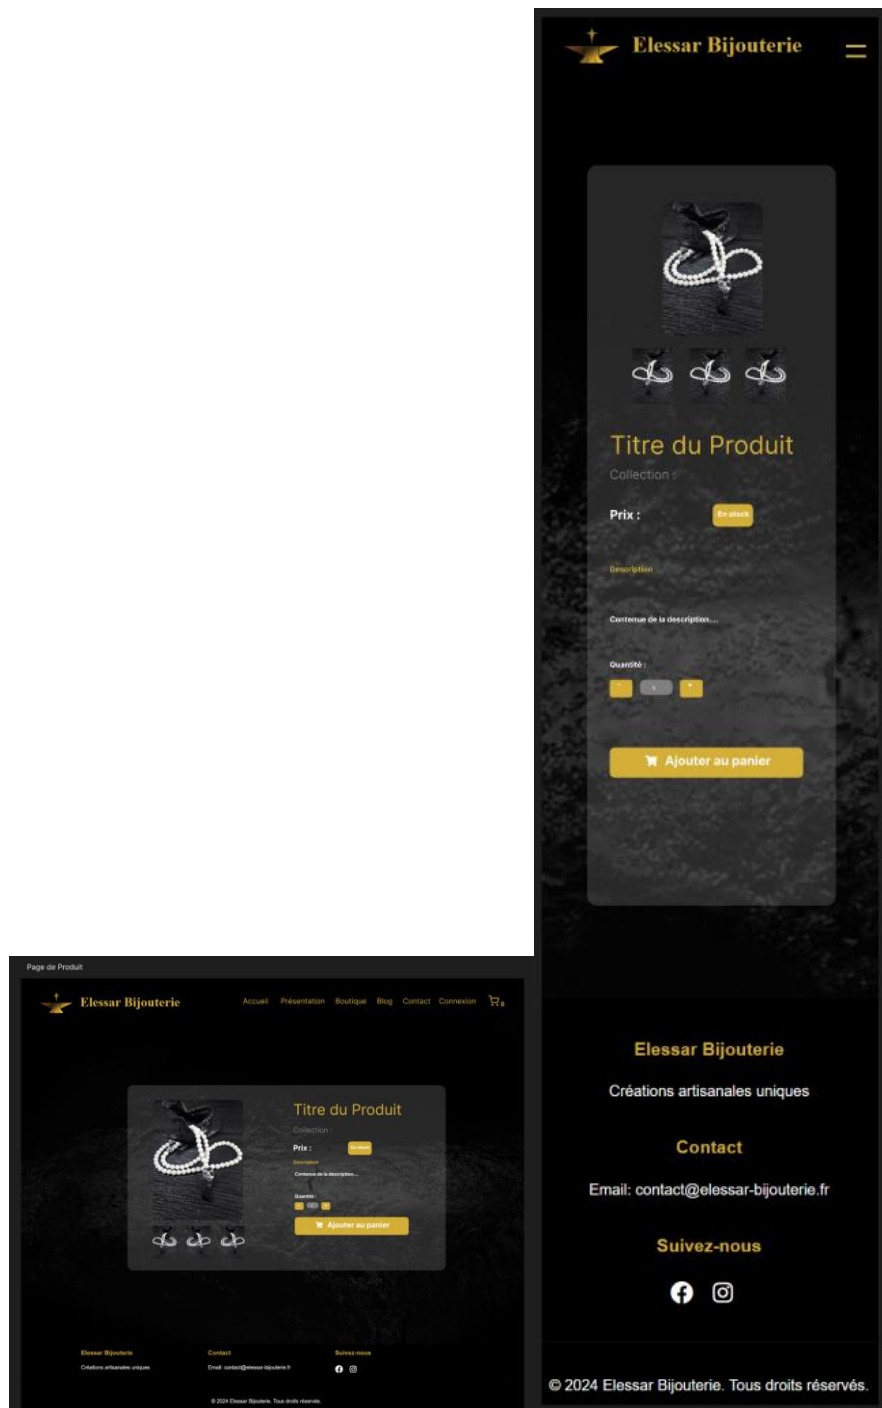 Elessar Bijouterie
Titre du Produit
Collection :
Prix :
En stock
Description
Contenue de la description....
Quantité :
-
+
Ajouter au panier
Elessar Bijouterie
Créations artisanales uniques
Contact
Email: contact@elessar-bijouterie.fr
Suivez-nous
© 2024 Elessar Bijouterie. Tous droits réservés.
Page de Produit
Elessar Bijouterie
Accueil Présentation Boutique Blog Contact Connexion 0
Titre du Produit
Collection :
Prix :
En stock
Description
Contenue de la description....
Quantité :
-
+
Ajouter au panier
Elessar Bijouterie
Contact
Suivez-nous
Créations artisanales uniques
Email: contact@elessar-bijouterie.fr
© 2024 Elessar Bijouterie. Tous droits réservés.